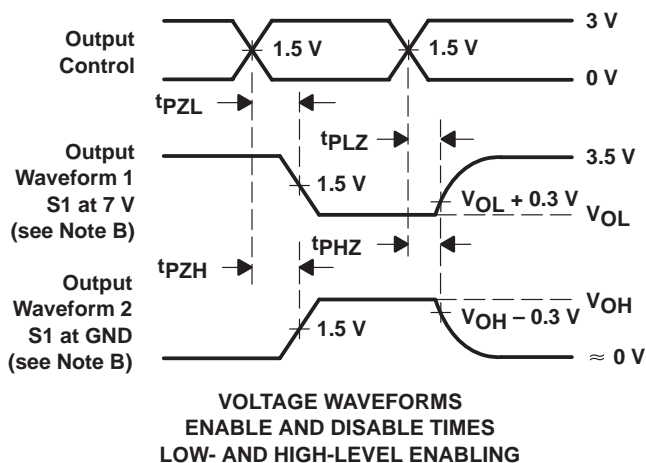 Output
Control
1.5 V
1.5 V
3 V
0 V
tPZL
tPLZ
Output
Waveform 1
S1 at 7 V
(see Note B)
1.5 V
3.5 V
VOL + 0.3 V
VOL
tPZH
tPHZ
Output
Waveform 2
S1 at GND
(see Note B)
1.5 V
VOH
VOH – 0.3 V
≈ 0 V
VOLTAGE WAVEFORMS
ENABLE AND DISABLE TIMES
LOW- AND HIGH-LEVEL ENABLING